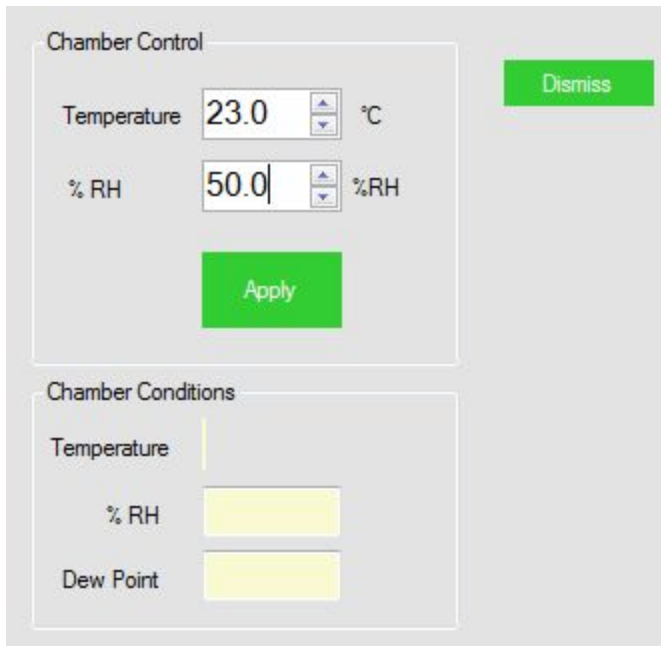 Chamber Control
Dismiss
Temperature 23.0 °C
% RH 50.0 %RH
Apply
Chamber Conditions
Temperature
% RH
Dew Point